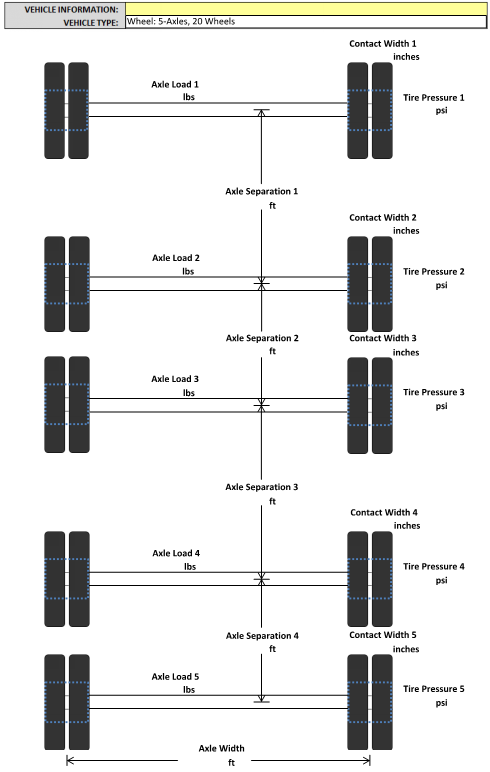 VEHICLE INFORMATION:
VEHICLE TYPE: Wheel: 5-Axles, 20 Wheels
Contact Width 1
inches
Axle Load 1
lbs
Tire Pressure 1
psi
Axle Separation 1
ft
Contact Width 2
inches
Axle Load 2
lbs
Tire Pressure 2
psi
Axle Separation 2
ft
Contact Width 3
inches
Axle Load 3
lbs
Tire Pressure 3
psi
Axle Separation 3
ft
Contact Width 4
inches
Axle Load 4
lbs
Tire Pressure 4
psi
Axle Separation 4
ft
Contact Width 5
inches
Axle Load 5
lbs
Tire Pressure 5
psi
Axle Width
ft